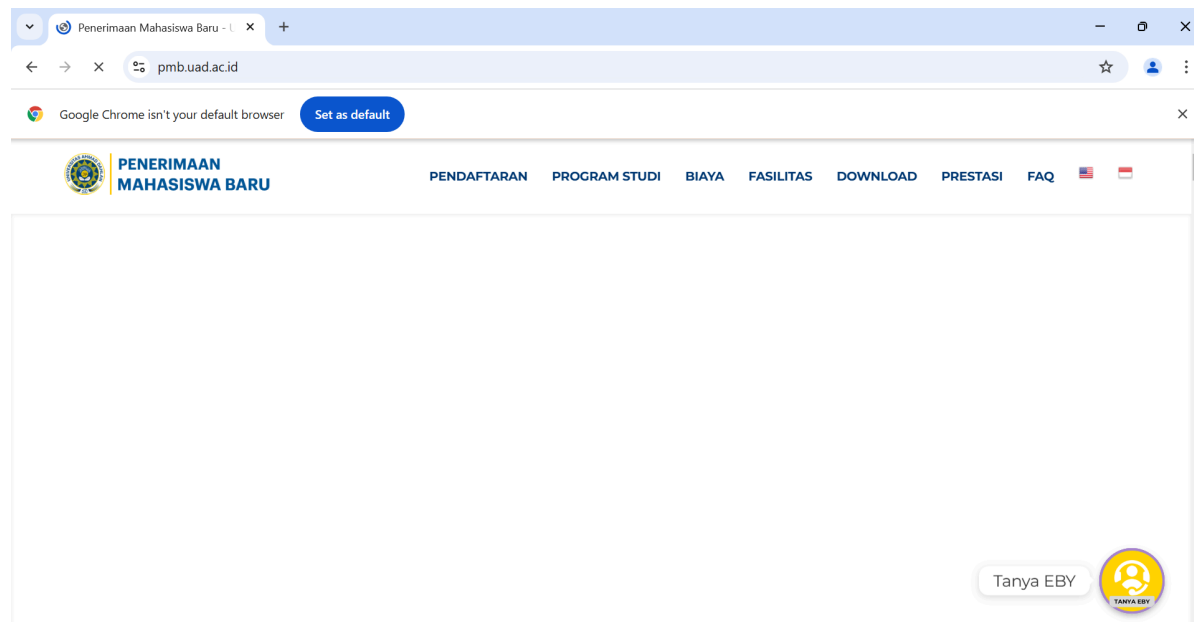 Penerimaan Mahasiswa Baru - U
pmb.uad.ac.id
Google Chrome isn't your default browser
Set as default
PENERIMAAN
MAHASISWA BARU
PENDAFTARAN
PROGRAM STUDI
BIAYA
FASILITAS
DOWNLOAD
PRESTASI
FAQ
Tanya EBY
TANYA EBY